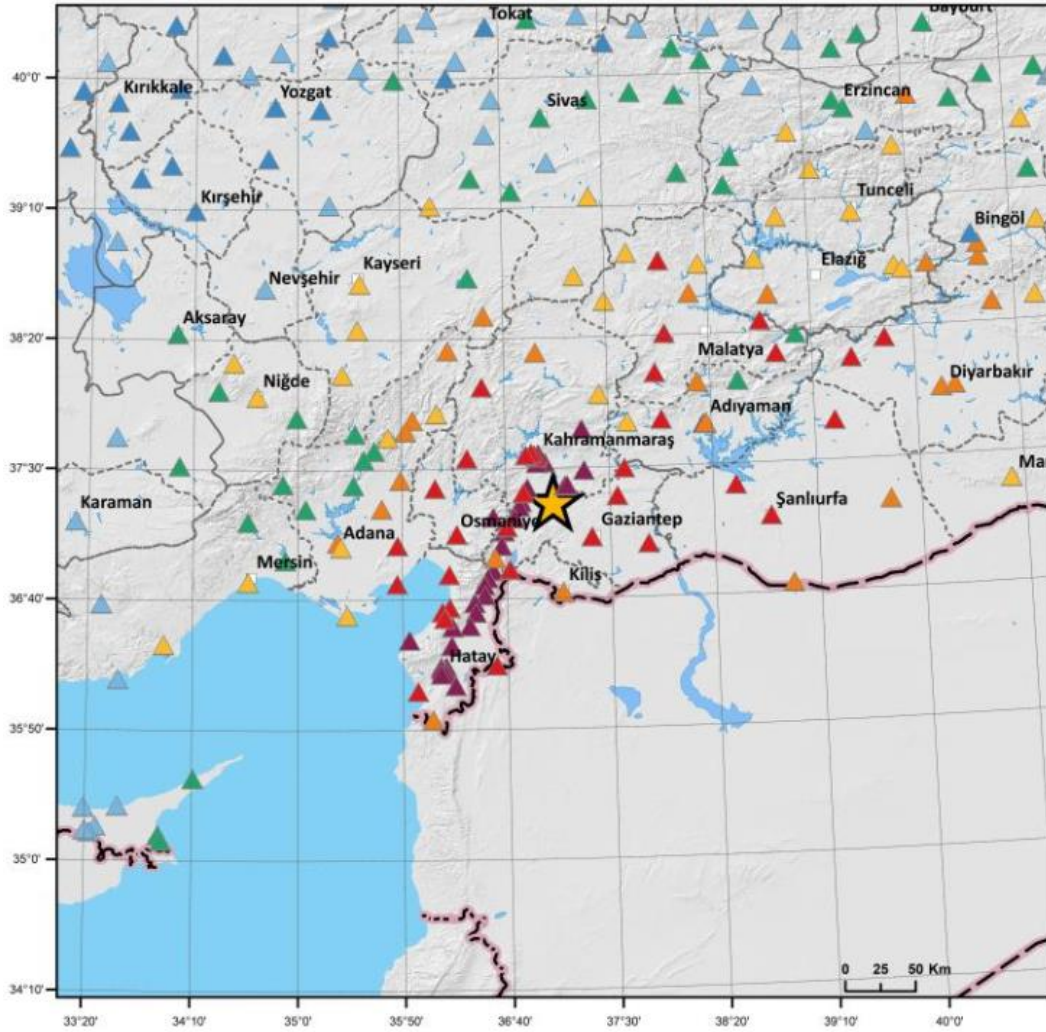 Tokat
Bayburt
40°0'
Kırıkkale
Yozgat
Sivas
Erzincan
39°10'
Kırşehir
Tunceli
Bingöl
Kayseri
Elazığ
Nevşehir
38°20'
Aksaray
Malatya
Niğde
Diyarbakır
Adıyaman
Kahramanmaraş
37°30'
Karaman
Şanlıurfa
Osmaniye
Gaziantep
Adana
Mersin
Kilis
36°40'
Hatay
35°50'
35°0'
0 25 50 Km
34°10'
33°20' 34°10' 35°0' 35°50' 36°40' 37°30' 38°20' 39°10' 40°0'